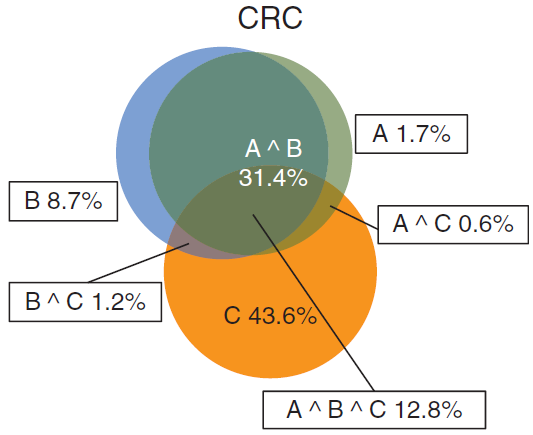 CRC
A ^ B
31.4%
A 1.7%
B 8.7%
A ^ C 0.6%
B ^ C 1.2%
C 43.6%
A ^ B ^ C 12.8%